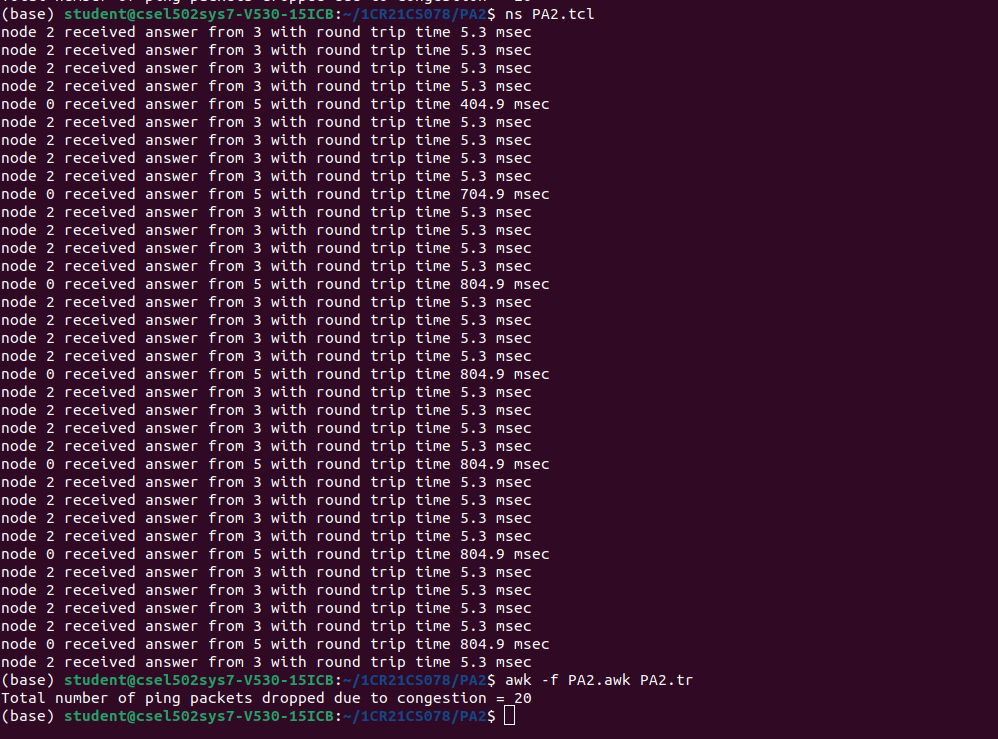 Total number of ping packets dropped due to congestion = 20
(base) student@csel502sys7-V530-15ICB:~/1CR21CS078/PA2$ ns PA2.tcl
node 2 received answer from 3 with round trip time 5.3 msec
node 2 received answer from 3 with round trip time 5.3 msec
node 2 received answer from 3 with round trip time 5.3 msec
node 2 received answer from 3 with round trip time 5.3 msec
node 0 received answer from 5 with round trip time 404.9 msec
node 2 received answer from 3 with round trip time 5.3 msec
node 2 received answer from 3 with round trip time 5.3 msec
node 2 received answer from 3 with round trip time 5.3 msec
node 2 received answer from 3 with round trip time 5.3 msec
node 0 received answer from 5 with round trip time 704.9 msec
node 2 received answer from 3 with round trip time 5.3 msec
node 2 received answer from 3 with round trip time 5.3 msec
node 2 received answer from 3 with round trip time 5.3 msec
node 2 received answer from 3 with round trip time 5.3 msec
node 0 received answer from 5 with round trip time 804.9 msec
node 2 received answer from 3 with round trip time 5.3 msec
node 2 received answer from 3 with round trip time 5.3 msec
node 2 received answer from 3 with round trip time 5.3 msec
node 2 received answer from 3 with round trip time 5.3 msec
node 0 received answer from 5 with round trip time 804.9 msec
node 2 received answer from 3 with round trip time 5.3 msec
node 2 received answer from 3 with round trip time 5.3 msec
node 2 received answer from 3 with round trip time 5.3 msec
node 2 received answer from 3 with round trip time 5.3 msec
node 0 received answer from 5 with round trip time 804.9 msec
node 2 received answer from 3 with round trip time 5.3 msec
node 2 received answer from 3 with round trip time 5.3 msec
node 2 received answer from 3 with round trip time 5.3 msec
node 2 received answer from 3 with round trip time 5.3 msec
node 0 received answer from 5 with round trip time 804.9 msec
node 2 received answer from 3 with round trip time 5.3 msec
node 2 received answer from 3 with round trip time 5.3 msec
node 2 received answer from 3 with round trip time 5.3 msec
node 2 received answer from 3 with round trip time 5.3 msec
node 0 received answer from 5 with round trip time 804.9 msec
node 2 received answer from 3 with round trip time 5.3 msec
(base) student@csel502sys7-V530-15ICB:~/1CR21CS078/PA2$ awk -f PA2.awk PA2.tr
Total number of ping packets dropped due to congestion = 20
(base) student@csel502sys7-V530-15ICB:~/1CR21CS078/PA2$